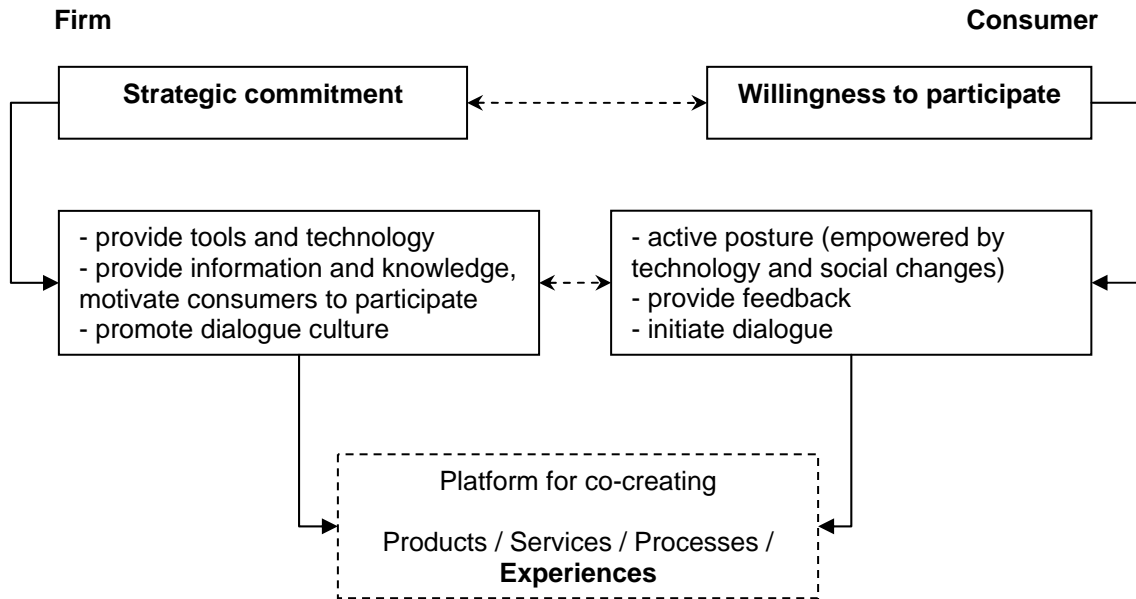 Firm
Consumer
Strategic commitment
Willingness to participate
- provide tools and technology
- provide information and knowledge,
motivate consumers to participate
- promote dialogue culture
- active posture (empowered by
technology and social changes)
- provide feedback
- initiate dialogue
Platform for co-creating
Products / Services / Processes /
Experiences